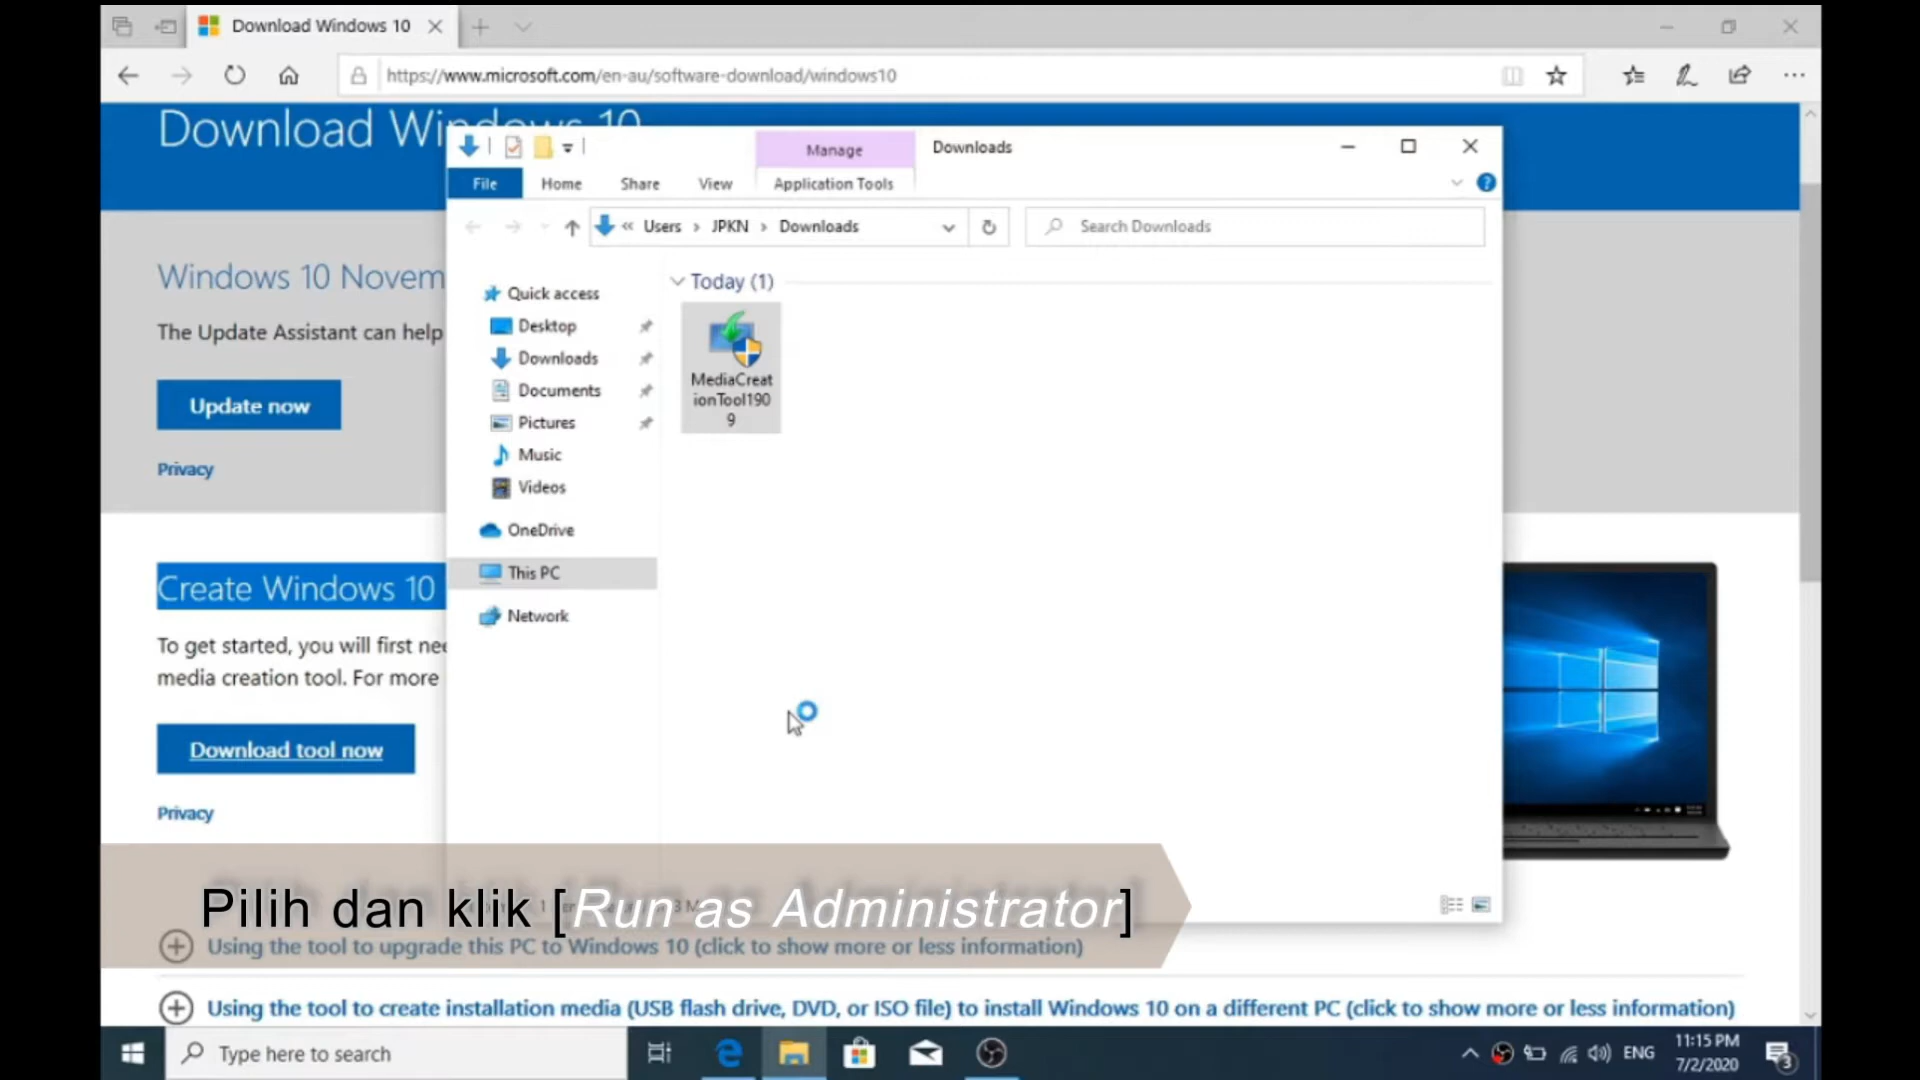 Download Windows 10
https://www.microsoft.com/en-au/software-download/windows10
Download Windows 10
Manage
Downloads
File
Home
Share
View
Application Tools
« Users > JPKN > Downloads
Search Downloads
Windows 10 Novem
The Update Assistant can help
Update now
Privacy
Quick access
Desktop
Downloads
Documents
Pictures
Music
Videos
OneDrive
This PC
Network
Today (1)
MediaCreat
ionTool190
9
Create Windows 10
To get started, you will first nee
media creation tool. For more
Download tool now
Privacy
Pilih dan klik [Run as Administrator]
Using the tool to upgrade this PC to Windows 10 (click to show more or less information)
Using the tool to create installation media (USB flash drive, DVD, or ISO file) to install Windows 10 on a different PC (click to show more or less information)
Type here to search
ENG
11:15 PM
7/2/2020
3